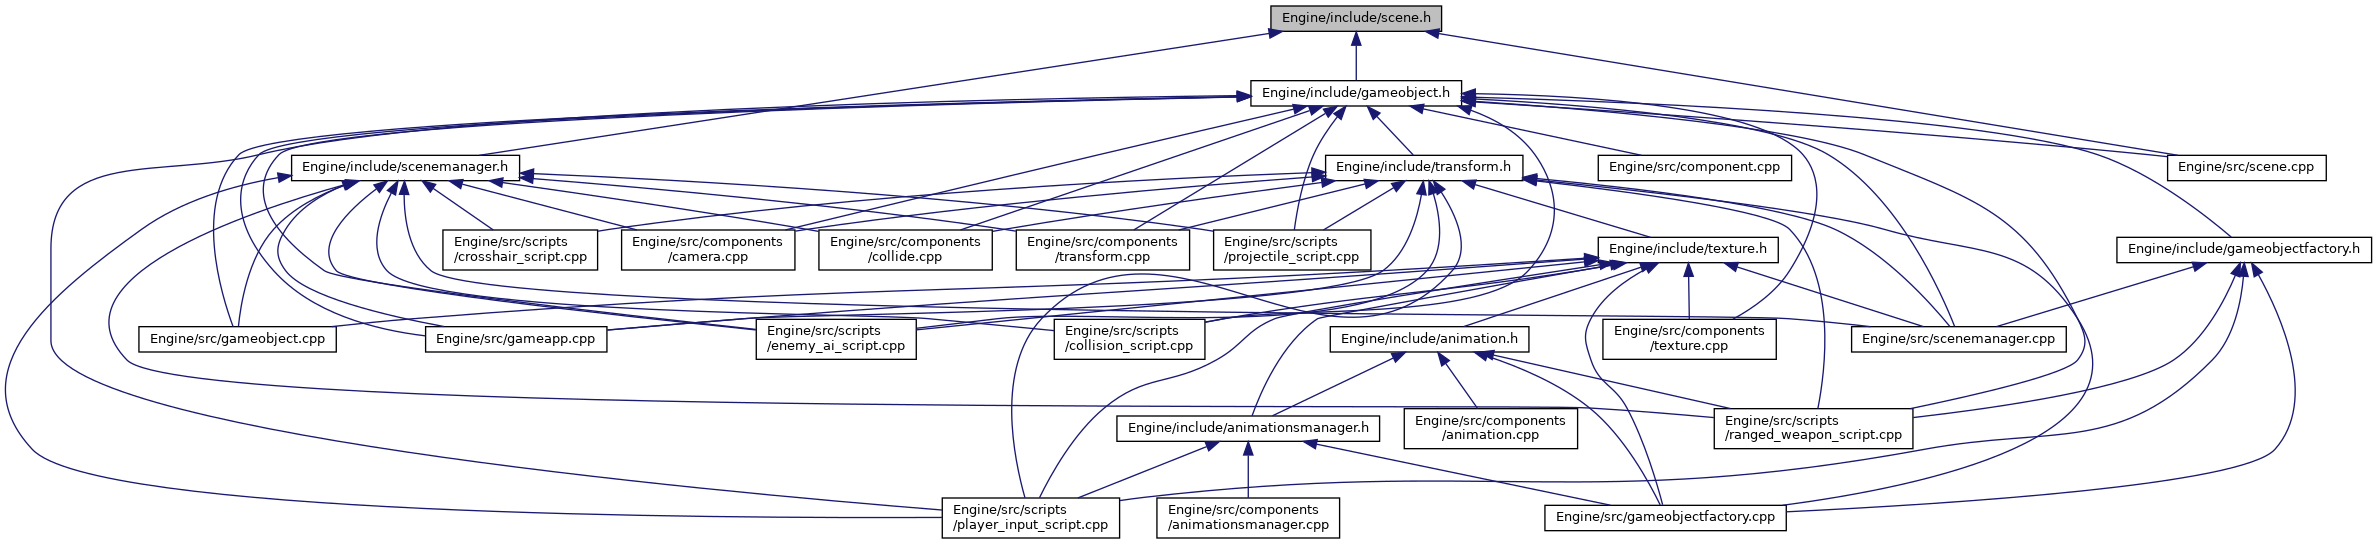 Engine/include/scene.h
Engine/include/gameobject.h
Engine/include/scenemanager.h
Engine/include/transform.h
Engine/src/component.cpp
Engine/src/scene.cpp
Engine/src/scripts
/crosshair_script.cpp
Engine/src/components
/camera.cpp
Engine/src/components
/collide.cpp
Engine/src/components
/transform.cpp
Engine/src/scripts
/projectile_script.cpp
Engine/include/texture.h
Engine/include/gameobjectfactory.h
Engine/src/gameobject.cpp
Engine/src/gameapp.cpp
Engine/src/scripts
/enemy_ai_script.cpp
Engine/src/scripts
/collision_script.cpp
Engine/include/animation.h
Engine/src/components
/texture.cpp
Engine/src/scenemanager.cpp
Engine/include/animationsmanager.h
Engine/src/components
/animation.cpp
Engine/src/scripts
/ranged_weapon_script.cpp
Engine/src/scripts
/player_input_script.cpp
Engine/src/components
/animationsmanager.cpp
Engine/src/gameobjectfactory.cpp